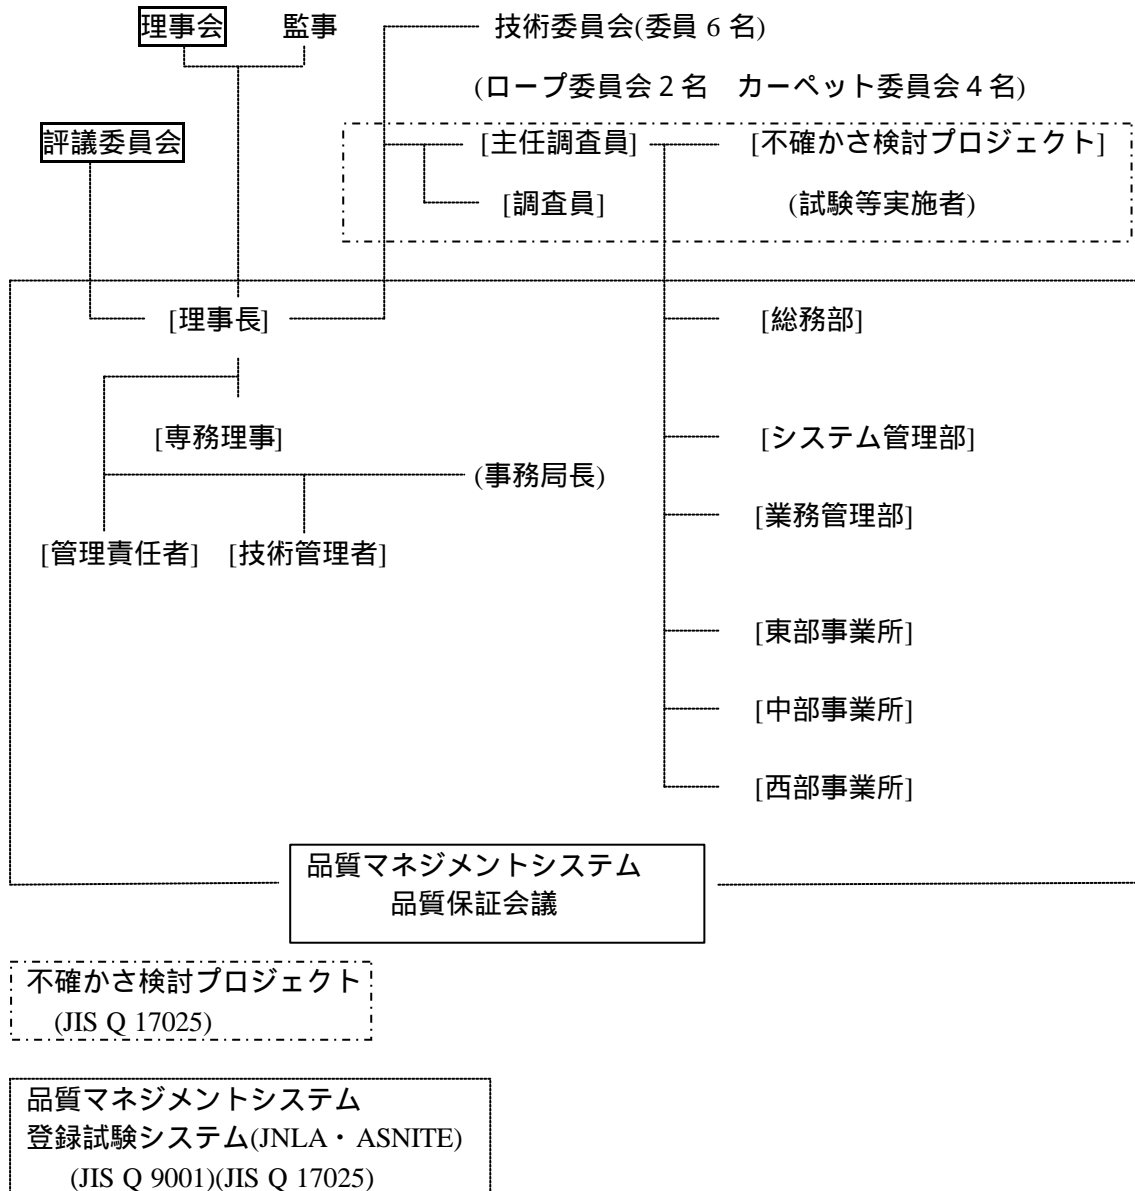 理事会 監事 技術委員会(委員 6 名)
(ロープ委員会２名 カーペット委員会４名)
評議委員会 [主任調査員] [不確かさ検討プロジェクト]
[調査員] (試験等実施者)
[理事長] [総務部]
[専務理事] [システム管理部]
(事務局長)
[業務管理部]
[管理責任者] [技術管理者]
[東部事業所]
[中部事業所]
[西部事業所]
品質マネジメントシステム
品質保証会議
不確かさ検討プロジェクト
(JIS Q 17025)
品質マネジメントシステム
登録試験システム(JNLA・ASNITE)
(JIS Q 9001)(JIS Q 17025)